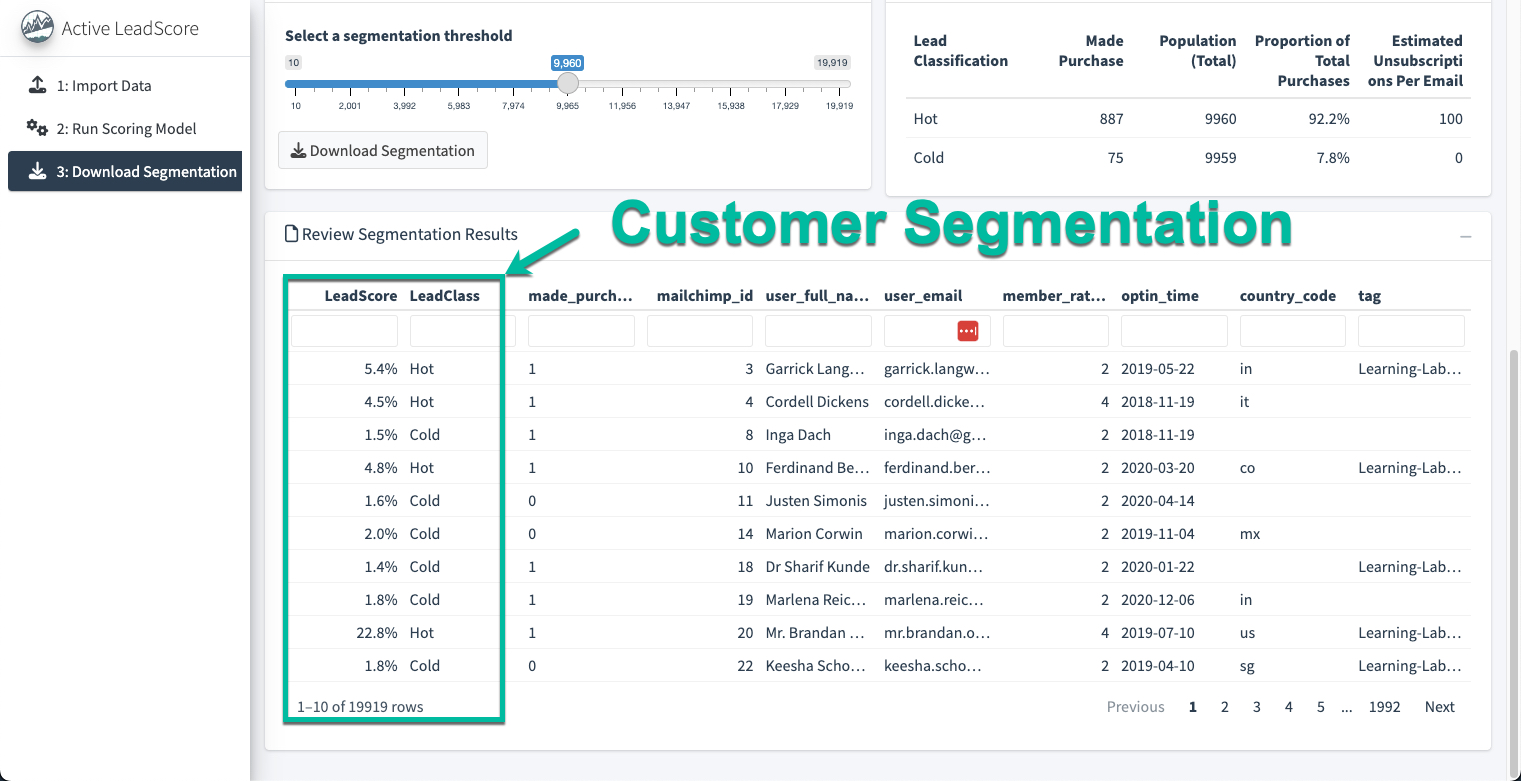 Active LeadScore
1: Import Data
2: Run Scoring Model
3: Download Segmentation
Select a segmentation threshold
10 9,960 19,919
10 2,001 3,992 5,983 7,974 9,965 11,956 13,947 15,938 17,929 19,919
Download Segmentation
Lead Classification Made Purchase Population (Total) Proportion of Total Purchases Estimated Unsubscripti ons Per Email
Hot 887 9960 92.2% 100
Cold 75 9959 7.8% 0
Customer Segmentation
Review Segmentation Results
LeadScore LeadClass made_purch... mailchimp_id user_full_na... user_email member_rat... optin_time country_code tag
5.4% Hot 1 3 Garrick Lang... garrick.langw... 2 2019-05-22 in Learning-Lab...
4.5% Hot 1 4 Cordell Dickens cordell.dicke... 4 2018-11-19 it
1.5% Cold 1 8 Inga Dach inga.dach@g... 2 2018-11-19
4.8% Hot 1 10 Ferdinand Be... ferdinand.ber... 2 2020-03-20 co Learning-Lab...
1.6% Cold 0 11 Justen Simonis justen.simoni... 2 2020-04-14
2.0% Cold 0 14 Marion Corwin marion.corwi... 2 2019-11-04 mx
1.4% Cold 1 18 Dr Sharif Kunde dr.sharif.kun... 2 2020-01-22 Learning-Lab...
1.8% Cold 1 19 Marlena Reic... marlena.reic... 2 2020-12-06 in
22.8% Hot 1 20 Mr. Brandan ... mr.brandan.o... 4 2019-07-10 us Learning-Lab...
1.8% Cold 0 22 Keesha Scho... keesha.scho... 2 2019-04-10 sg Learning-Lab...
1–10 of 19919 rows Previous 1 2 3 4 5 ... 1992 Next